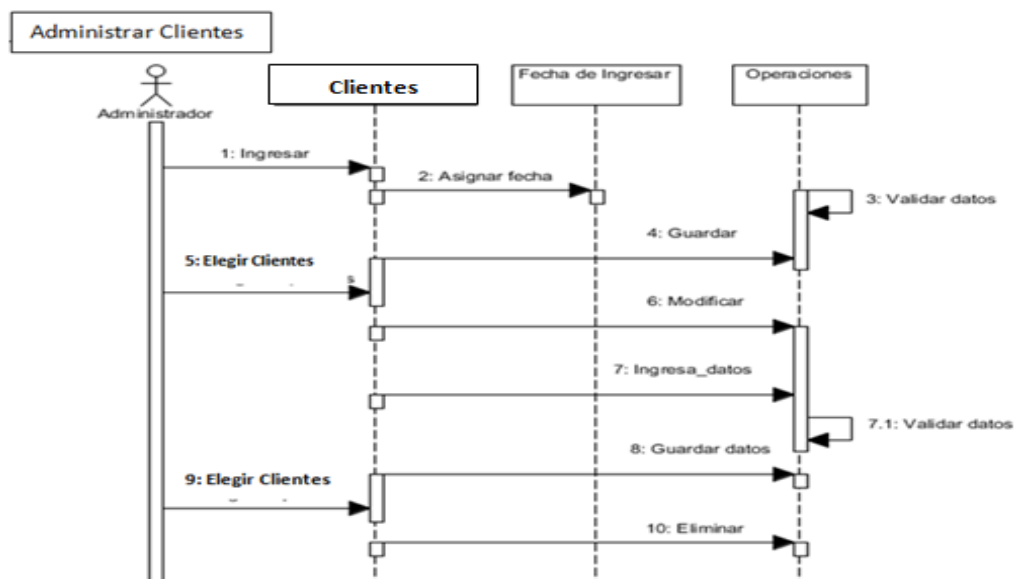 Administrar Clientes
Clientes
Fecha de Ingresar
Operaciones
Administrador
1: Ingresar
2: Asignar fecha
3: Validar datos
4: Guardar
5: Elegir Clientes
6: Modificar
7: Ingresa_datos
7.1: Validar datos
8: Guardar datos
9: Elegir Clientes
10: Eliminar